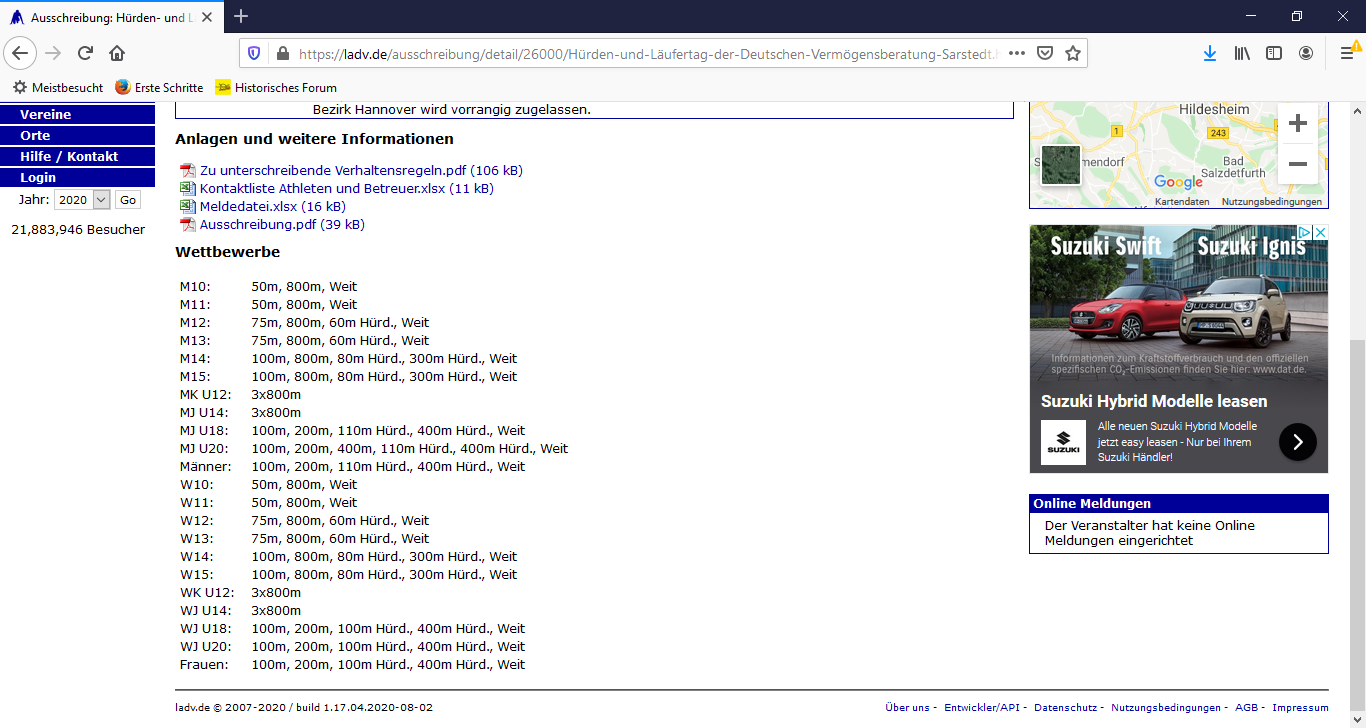 Ausschreibung: Hürden- und L
https://ladv.de/ausschreibung/detail/26000/Hürden-und-Läufertag-der-Deutschen-Vermögensberatung-Sarstedt.h
Meistbesucht Erste Schritte Historisches Forum
Vereine
Orte
Hilfe / Kontakt
Login
Jahr: 2020 Go
21,883,946 Besucher
Bezirk Hannover wird vorrangig zugelassen.
Anlagen und weitere Informationen
Zu unterschreibende Verhaltensregeln.pdf (106 kB)
Kontaktliste Athleten und Betreuer.xlsx (11 kB)
Meldedatei.xlsx (16 kB)
Ausschreibung.pdf (39 kB)
Wettbewerbe
M10: 50m, 800m, Weit
M11: 50m, 800m, Weit
M12: 75m, 800m, 60m Hürd., Weit
M13: 75m, 800m, 60m Hürd., Weit
M14: 100m, 800m, 80m Hürd., 300m Hürd., Weit
M15: 100m, 800m, 80m Hürd., 300m Hürd., Weit
MK U12: 3x800m
MJ U14: 3x800m
MJ U18: 100m, 200m, 110m Hürd., 400m Hürd., Weit
MJ U20: 100m, 200m, 400m, 110m Hürd., 400m Hürd., Weit
Männer: 100m, 200m, 110m Hürd., 400m Hürd., Weit
W10: 50m, 800m, Weit
W11: 50m, 800m, Weit
W12: 75m, 800m, 60m Hürd., Weit
W13: 75m, 800m, 60m Hürd., Weit
W14: 100m, 800m, 80m Hürd., 300m Hürd., Weit
W15: 100m, 800m, 80m Hürd., 300m Hürd., Weit
WK U12: 3x800m
WJ U14: 3x800m
WJ U18: 100m, 200m, 100m Hürd., 400m Hürd., Weit
WJ U20: 100m, 200m, 100m Hürd., 400m Hürd., Weit
Frauen: 100m, 200m, 100m Hürd., 400m Hürd., Weit
Hildesheim
1
243
Bad
Salzdetfurth
Google
Kartendaten Nutzungsbedingungen
Suzuki Swift Suzuki Ignis
Informationen zum Kraftstoffverbrauch und den offiziellen
spezifischen CO₂-Emissionen finden Sie hier: www.dat.de.
Suzuki Hybrid Modelle leasen
Alle neuen Suzuki Hybrid Modelle
jetzt easy leasen - Nur bei Ihrem
Suzuki Händler!
SUZUKI
Online Meldungen
Der Veranstalter hat keine Online
Meldungen eingerichtet
ladv.de © 2007-2020 / build 1.17.04.2020-08-02
Über uns - Entwickler/API - Datenschutz - Nutzungsbedingungen - AGB - Impressum